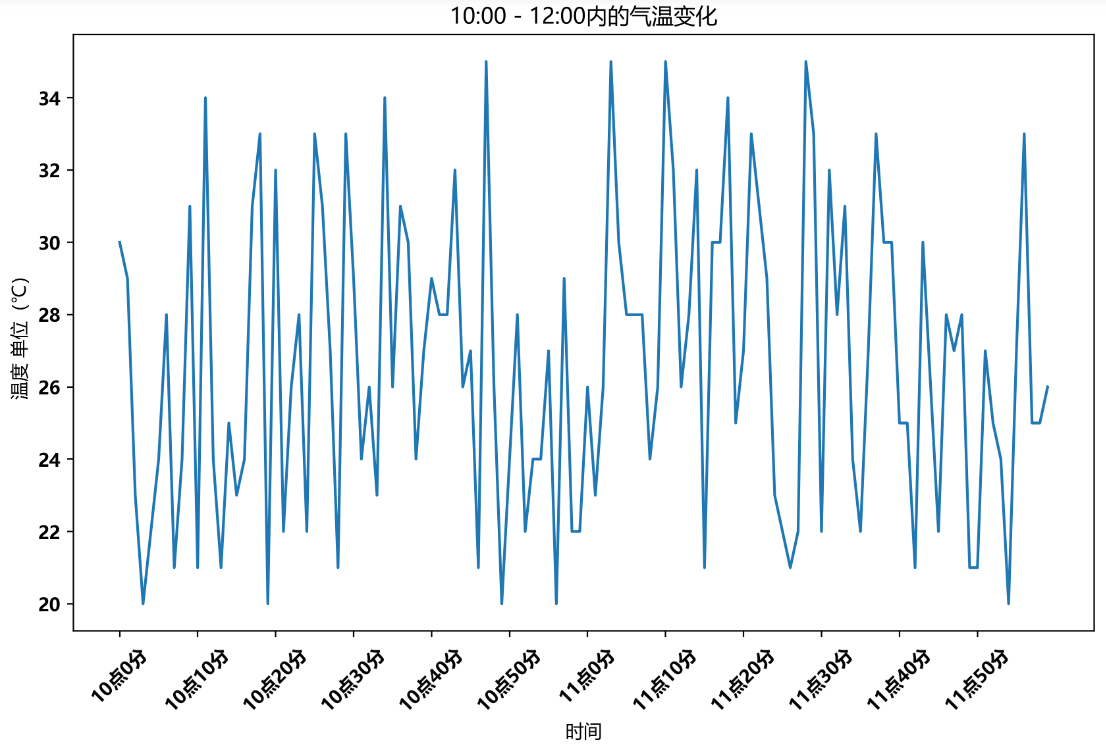 10:00 - 12:00内的气温变化
温度 单位（℃）
34
32
30
28
26
24
22
20
10点0分
10点10分
10点20分
10点30分
10点40分
10点50分
11点0分
11点10分
11点20分
11点30分
11点40分
11点50分
时间